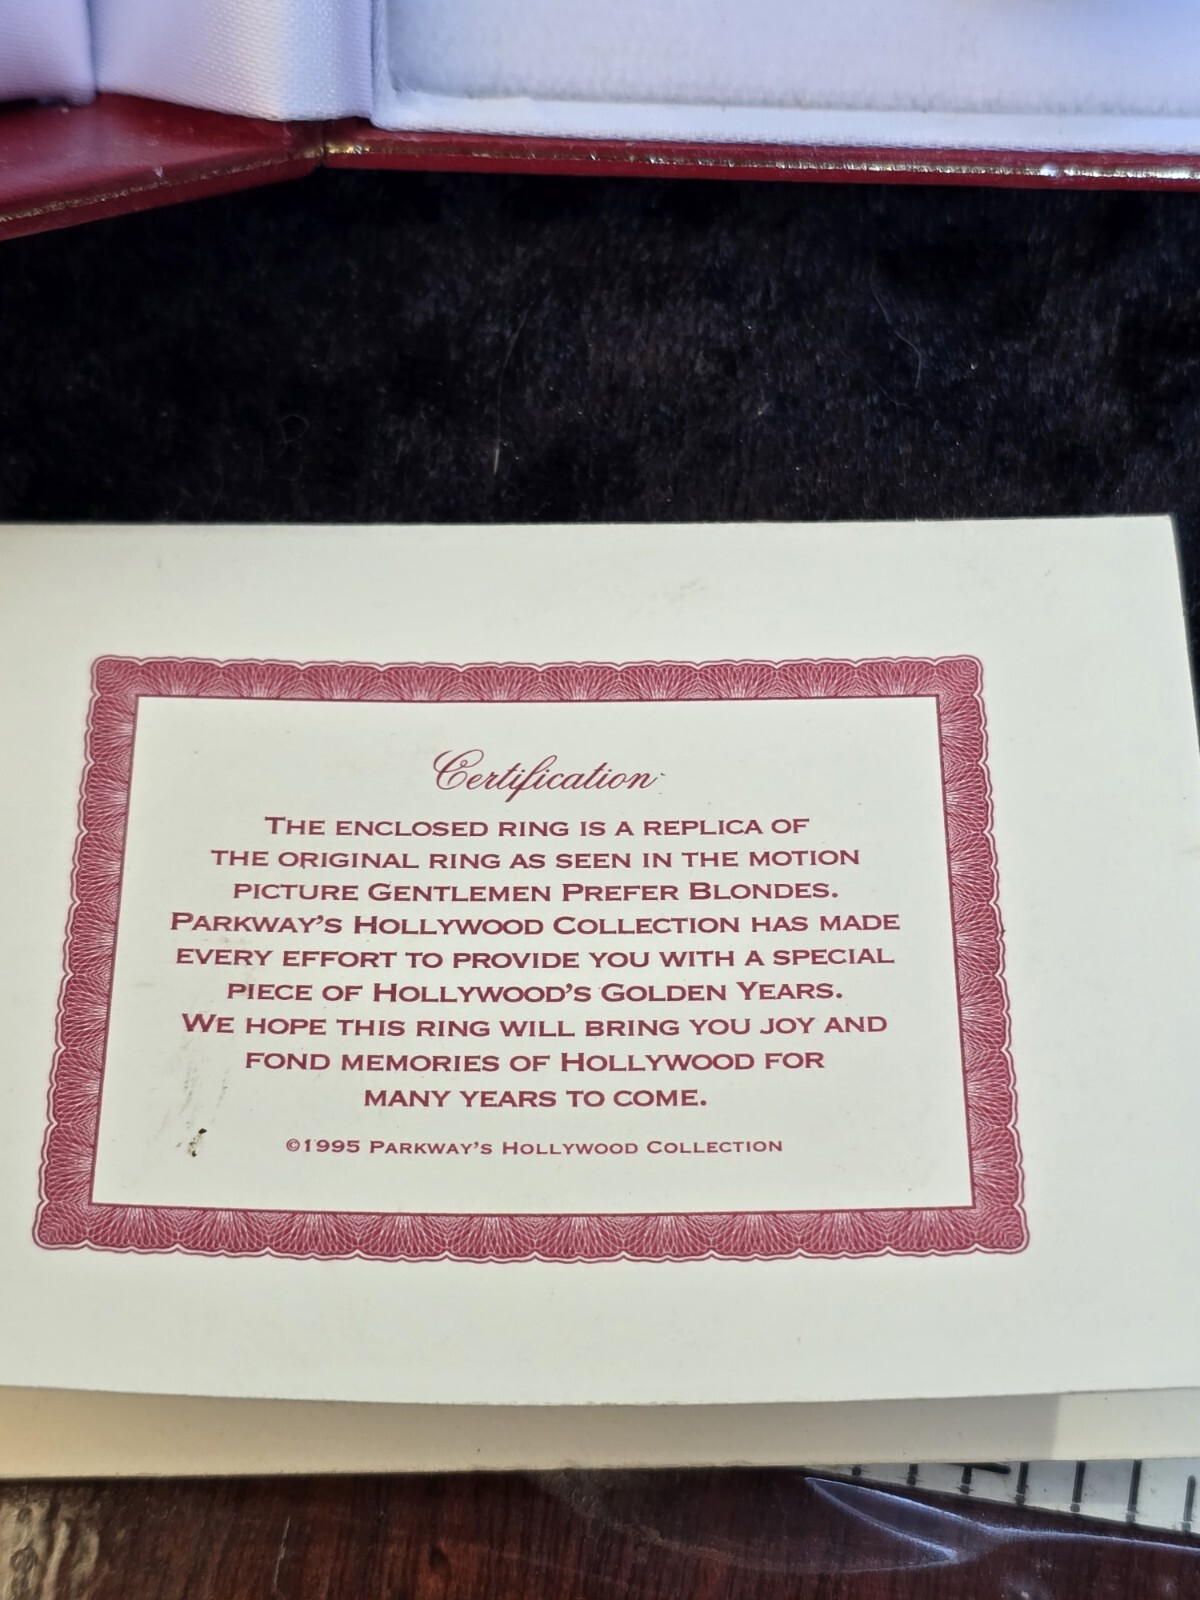 Certification
THE ENCLOSED RING IS A REPLICA OF
THE ORIGINAL RING AS SEEN IN THE MOTION
PICTURE GENTLEMEN PREFER BLONDES.
PARKWAY'S HOLLYWOOD COLLECTION HAS MADE
EVERY EFFORT TO PROVIDE YOU WITH A SPECIAL
PIECE OF HOLLYWOOD'S GOLDEN YEARS.
WE HOPE THIS RING WILL BRING YOU JOY AND
FOND MEMORIES OF HOLLYWOOD FOR
MANY YEARS TO COME.
©1995 PARKWAY'S HOLLYWOOD COLLECTION